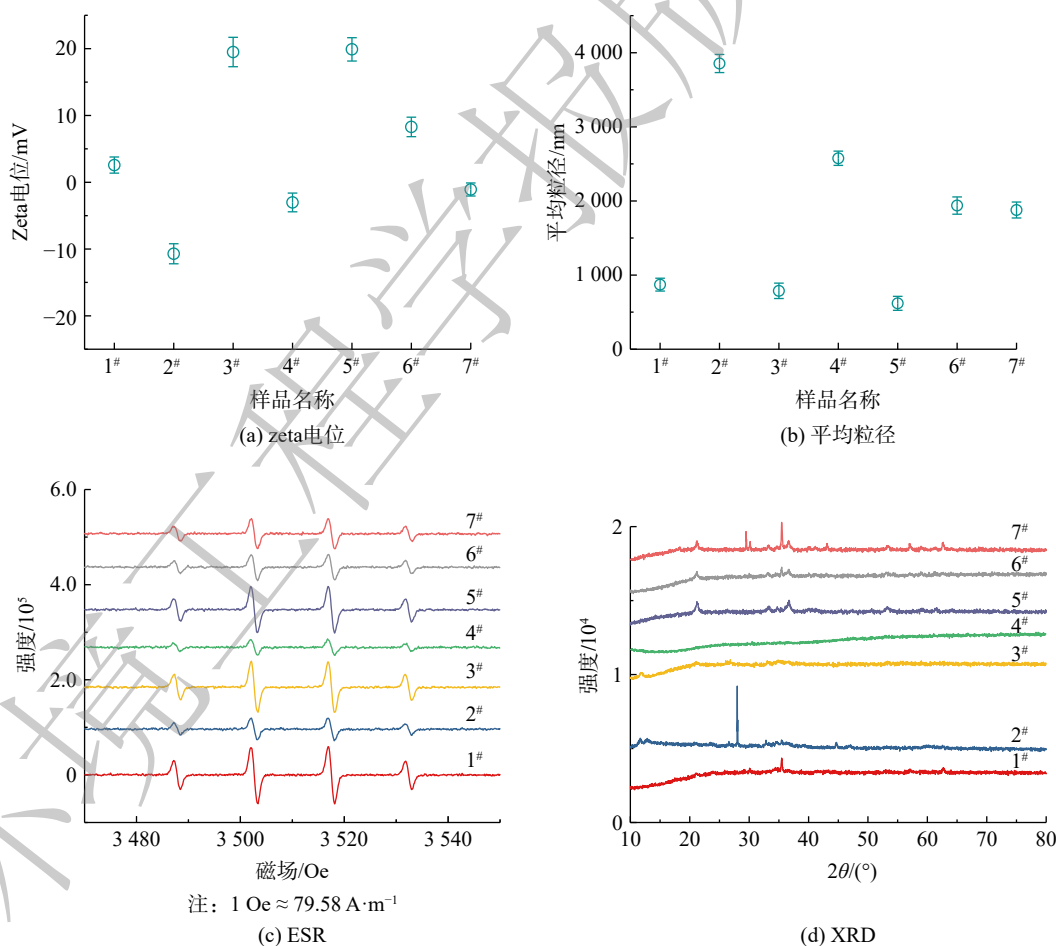 Zeta电位/mV
20
10
0
−10
−20
1# 2# 3# 4# 5# 6# 7#
样品名称
(a) zeta电位
平均粒径/nm
4 000
3 000
2 000
1 000
0
1# 2# 3# 4# 5# 6# 7#
样品名称
(b) 平均粒径
强度/10⁵
6.0
4.0
2.0
0
7#
6#
5#
4#
3#
2#
1#
3 480 3 500 3 520 3 540
磁场/Oe
注：1 Oe ≈ 79.58 A·m⁻¹
(c) ESR
强度/10⁴
2
1
0
7#
6#
5#
4#
3#
2#
1#
10 20 30 40 50 60 70 80
2θ/(°)
(d) XRD
境工程学报版